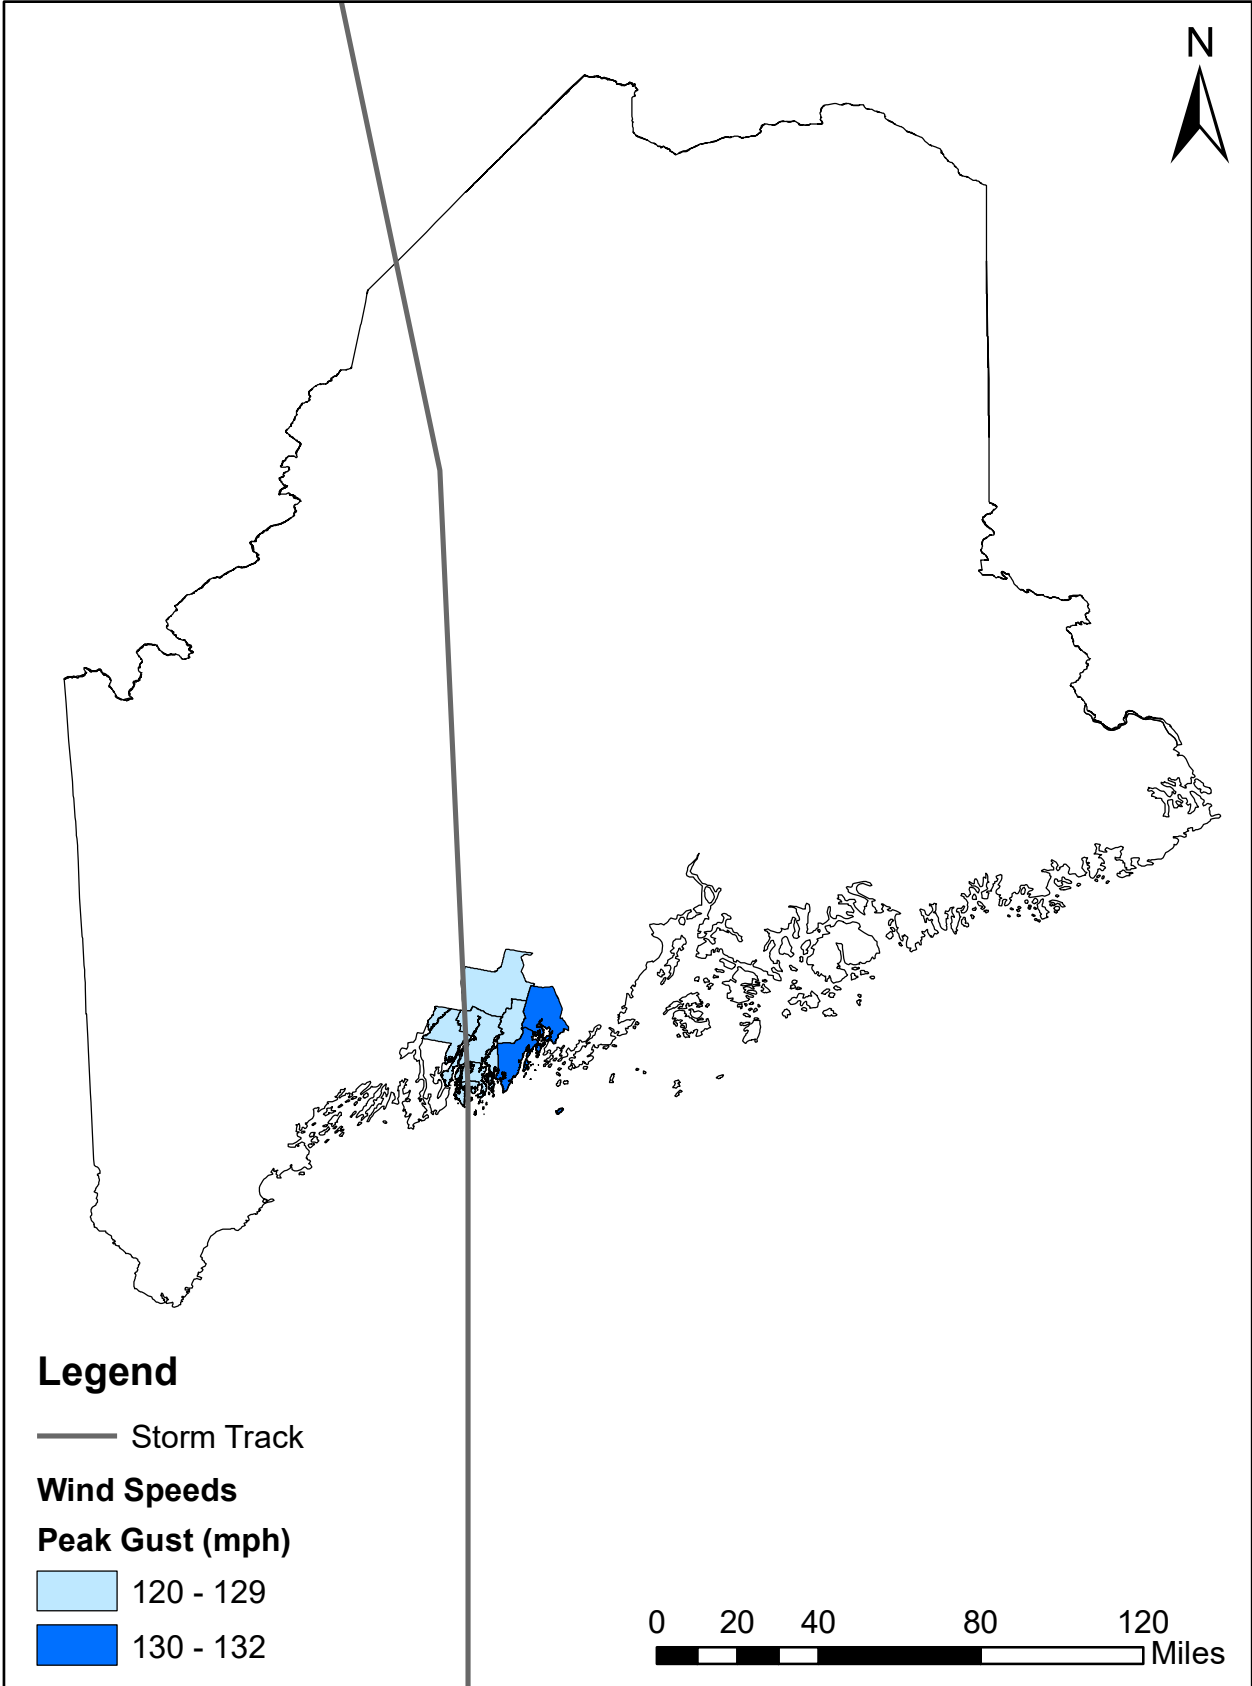 N
Legend
Storm Track
Wind Speeds
Peak Gust (mph)
120 - 129
130 - 132
0 20 40 80 120
Miles